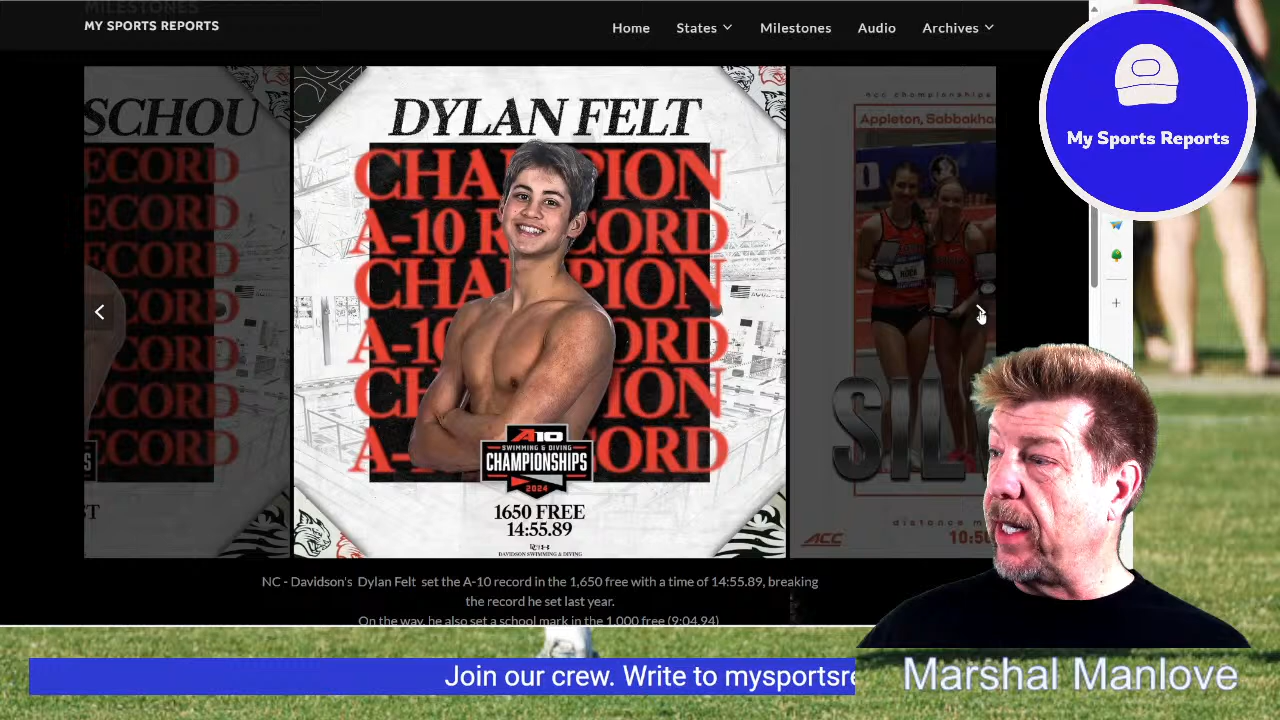 MILESTONES
MY SPORTS REPORTS
Home
States
Milestones
Audio
Archives
My Sports Reports
SCHOU
ECORD
ECORD
ECORD
ECORD
ECORD
ECORD
DYLAN FELT
CHAMPION
A-10 RECORD
CHAMPION
A-10 RECORD
CHAMPION
A-10 RECORD
A10
SWIMMING & DIVING
CHAMPIONSHIPS
2024
1650 FREE
14:55.89
DAVIDSON SWIMMING & DIVING
acc championships
Appleton, Sabbakhan
SIL
distance m
ACC
10:50
NC - Davidson's Dylan Felt set the A-10 record in the 1,650 free with a time of 14:55.89, breaking
the record he set last year.
On the way, he also set a school mark in the 1,000 free (9:04.94)
Join our crew. Write to mysportsre
Marshal Manlove